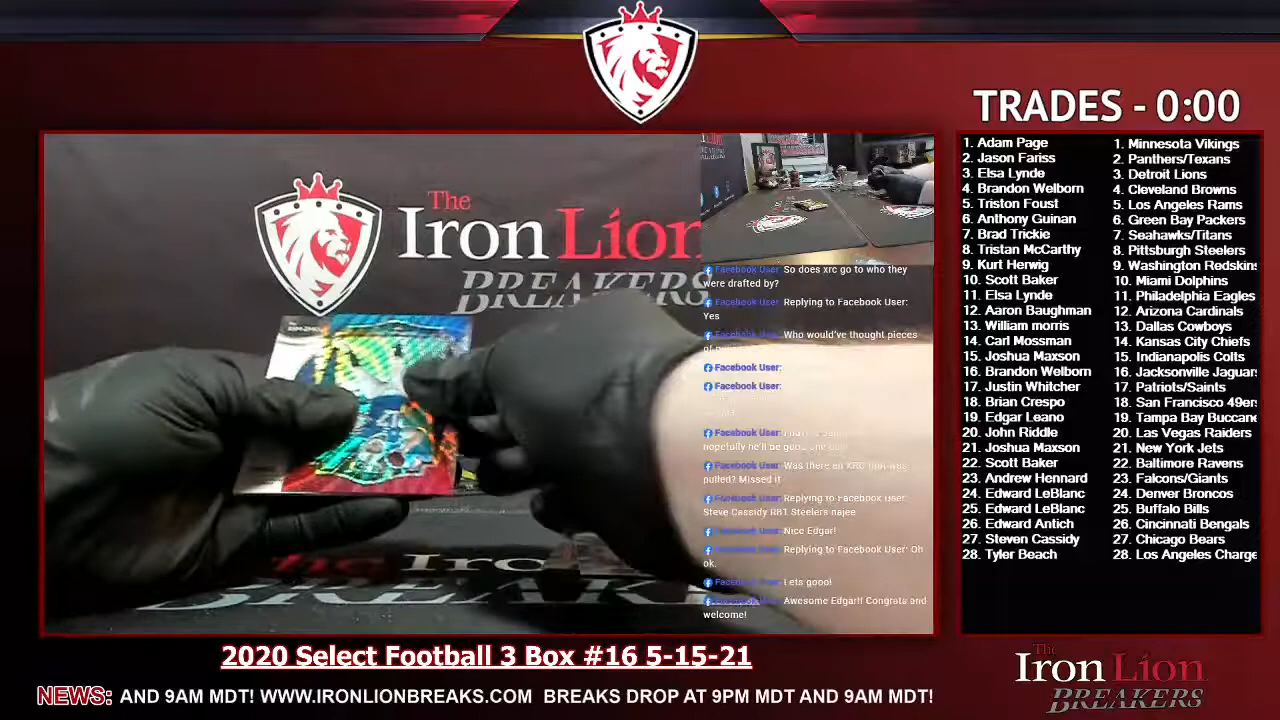 TRADES - 0:00
1. Adam Page
2. Jason Fariss
3. Elsa Lynde
4. Brandon Welborn
5. Triston Foust
6. Anthony Guinan
7. Brad Trickie
8. Tristan McCarthy
9. Kurt Herwig
10. Scott Baker
11. Elsa Lynde
12. Aaron Baughman
13. William morris
14. Carl Mossman
15. Joshua Maxson
16. Brandon Welborn
17. Justin Whitcher
18. Brian Crespo
19. Edgar Leano
20. John Riddle
21. Joshua Maxson
22. Scott Baker
23. Andrew Hennard
24. Edward LeBlanc
25. Edward LeBlanc
26. Edward Antich
27. Steven Cassidy
28. Tyler Beach
1. Minnesota Vikings
2. Panthers/Texans
3. Detroit Lions
4. Cleveland Browns
5. Los Angeles Rams
6. Green Bay Packers
7. Seahawks/Titans
8. Pittsburgh Steelers
9. Washington Redskins
10. Miami Dolphins
11. Philadelphia Eagles
12. Arizona Cardinals
13. Dallas Cowboys
14. Kansas City Chiefs
15. Indianapolis Colts
16. Jacksonville Jaguars
17. Patriots/Saints
18. San Francisco 49ers
19. Tampa Bay Buccane
20. Las Vegas Raiders
21. New York Jets
22. Baltimore Ravens
23. Falcons/Giants
24. Denver Broncos
25. Buffalo Bills
26. Cincinnati Bengals
27. Chicago Bears
28. Los Angeles Charge
The
Iron Lion
BREAKERS
Facebook User So does xrc go to who they
were drafted by?
Facebook User Replying to Facebook User:
Yes
Facebook User: Who would've thought pieces
of
Facebook User:
Facebook User:
Facebook User:
hopefully he'll be good one day
Facebook User: Was there an XRC that was
pulled? Missed it
Facebook User: Replying to Facebook User:
Steve Cassidy RB1 Steelers najee
Facebook User: Nice Edgar!
Facebook User: Replying to Facebook User: Oh
ok.
Facebook User: Lets gooo!
Awesome Edgar!! Congrats and
welcome!
2020 Select Football 3 Box #16 5-15-21
NEWS: AND 9AM MDT! WWW.IRONLIONBREAKS.COM BREAKS DROP AT 9PM MDT AND 9AM MDT!
The
Iron Lion
BREAKERS